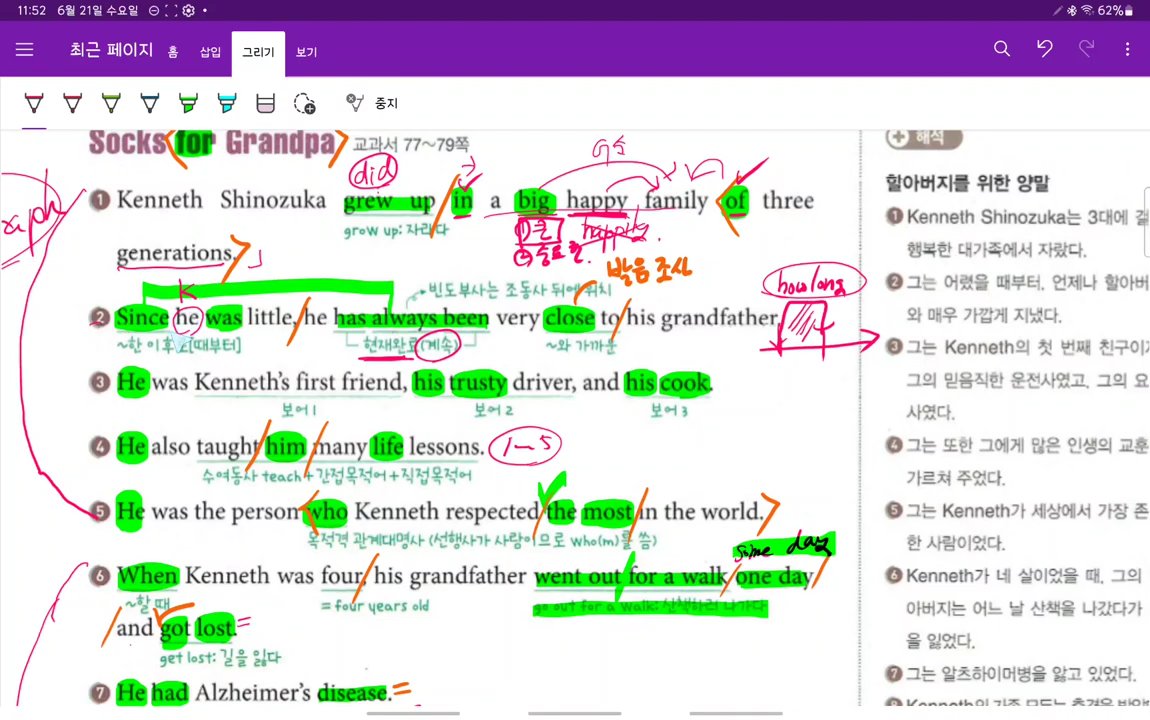 11:52 6월 21일 수요일 62%
최근 페이지 홈 삽입 그리기 보기
중지
Socks for Grandpa 교과서 77~79쪽
해석
did
할아버지를 위한 양말
① Kenneth Shinozuka grew up in a big happy family of three
grow up: 자라다
① 큰 happily.
generations.
② 승요한
발음 조심
① Kenneth Shinozuka는 3대에 걸
행복한 대가족에서 자랐다.
K
빈도부사는 조동사 뒤에 위치
how long
② Since he was little, he has always been very close to his grandfather.
~한 이후로[때부터] 현재완료(계속) ~와 가까운
② 그는 어렸을 때부터, 언제나 할아버
와 매우 가깝게 지냈다.
③ He was Kenneth's first friend, his trusty driver, and his cook.
보어1 보어2 보어3
③ 그는 Kenneth의 첫 번째 친구이자
그의 믿음직한 운전사였고, 그의 요
사였다.
④ He also taught him many life lessons. 1-5
수여동사 teach + 간접목적어 + 직접목적어
④ 그는 또한 그에게 많은 인생의 교훈
가르쳐 주었다.
⑤ He was the person who Kenneth respected the most in the world.
목적격 관계대명사 (선행사가 사람이므로 who(m)를 씀)
⑤ 그는 Kenneth가 세상에서 가장 존
한 사람이었다.
some day
⑥ When Kenneth was four, his grandfather went out for a walk one day
~할 때 = four years old go out for a walk: 산책하러 나가다
and got lost.
get lost: 길을 잃다
⑥ Kenneth가 네 살이었을 때, 그의
아버지는 어느 날 산책을 나갔다가
을 잃었다.
⑦ He had Alzheimer's disease.
⑦ 그는 알츠하이머병을 앓고 있었다.